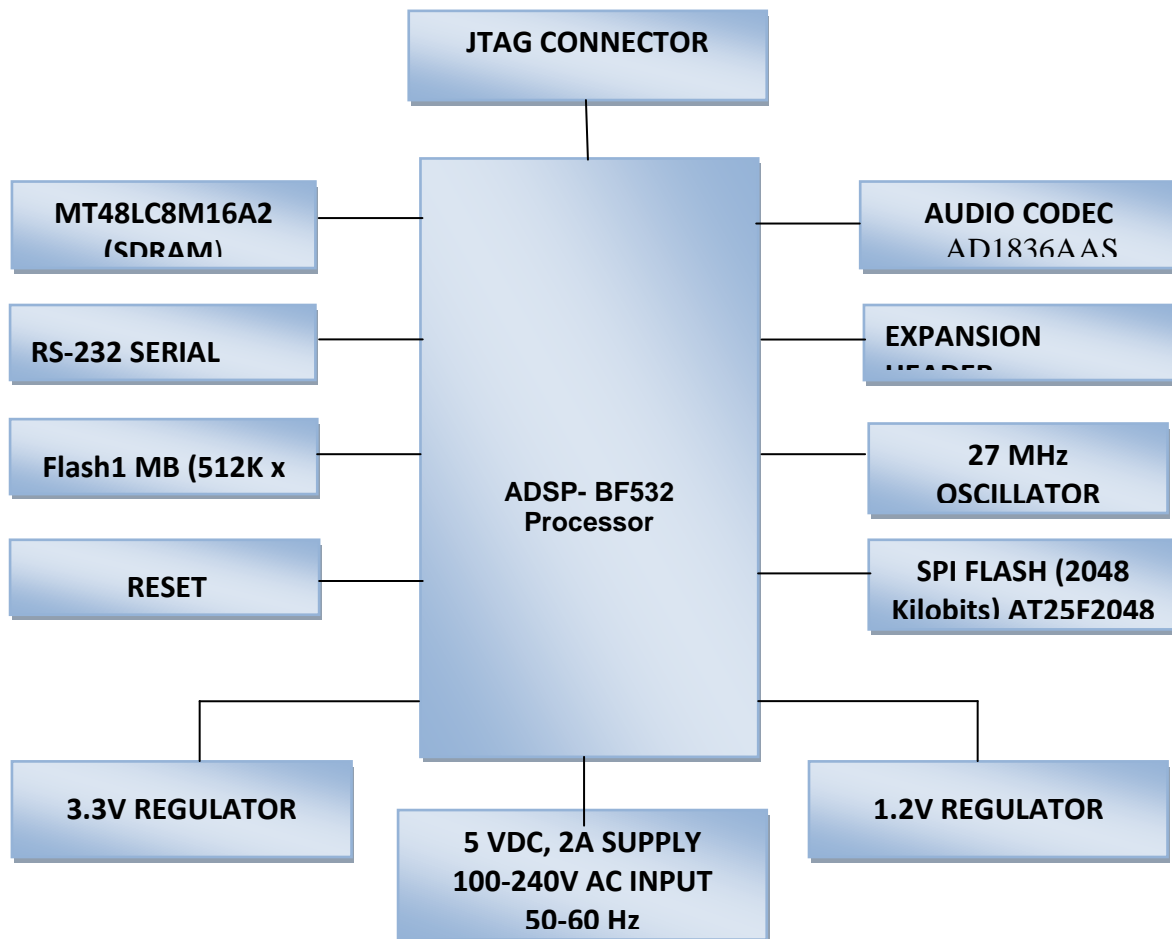 JTAG CONNECTOR
MT48LC8M16A2
(SDRAM)
AUDIO CODEC
AD1836AAS
RS-232 SERIAL
EXPANSION
HEADER
Flash1 MB (512K x
27 MHz
OSCILLATOR
ADSP- BF532
Processor
RESET
SPI FLASH (2048
Kilobits) AT25F2048
3.3V REGULATOR
1.2V REGULATOR
5 VDC, 2A SUPPLY
100-240V AC INPUT
50-60 Hz